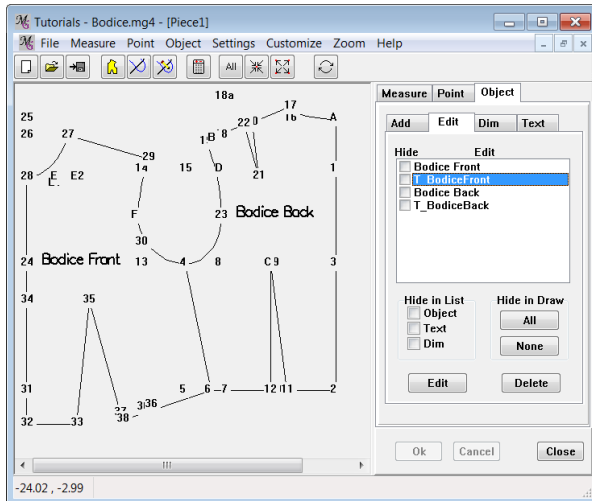 Tutorials - Bodice.mg4 - [Piece1]
File Measure Point Object Settings Customize Zoom Help
All
18a
17
25
22
16
A
26
27
18
29
14
15
D
1
28
E
E2
21
F
23
Bodice Back
30
24
Bodice Front
13
4
8
C
9
3
34
35
31
5
6
7
12
11
2
37
36
32
33
38
-24.02 , -2.99
Measure Point Object
Add Edit Dim Text
Hide Edit
Bodice Front
T_BodiceFront
Bodice Back
T_BodiceBack
Hide in List
Object
Text
Dim
Hide in Draw
All
None
Edit Delete
Ok Cancel Close